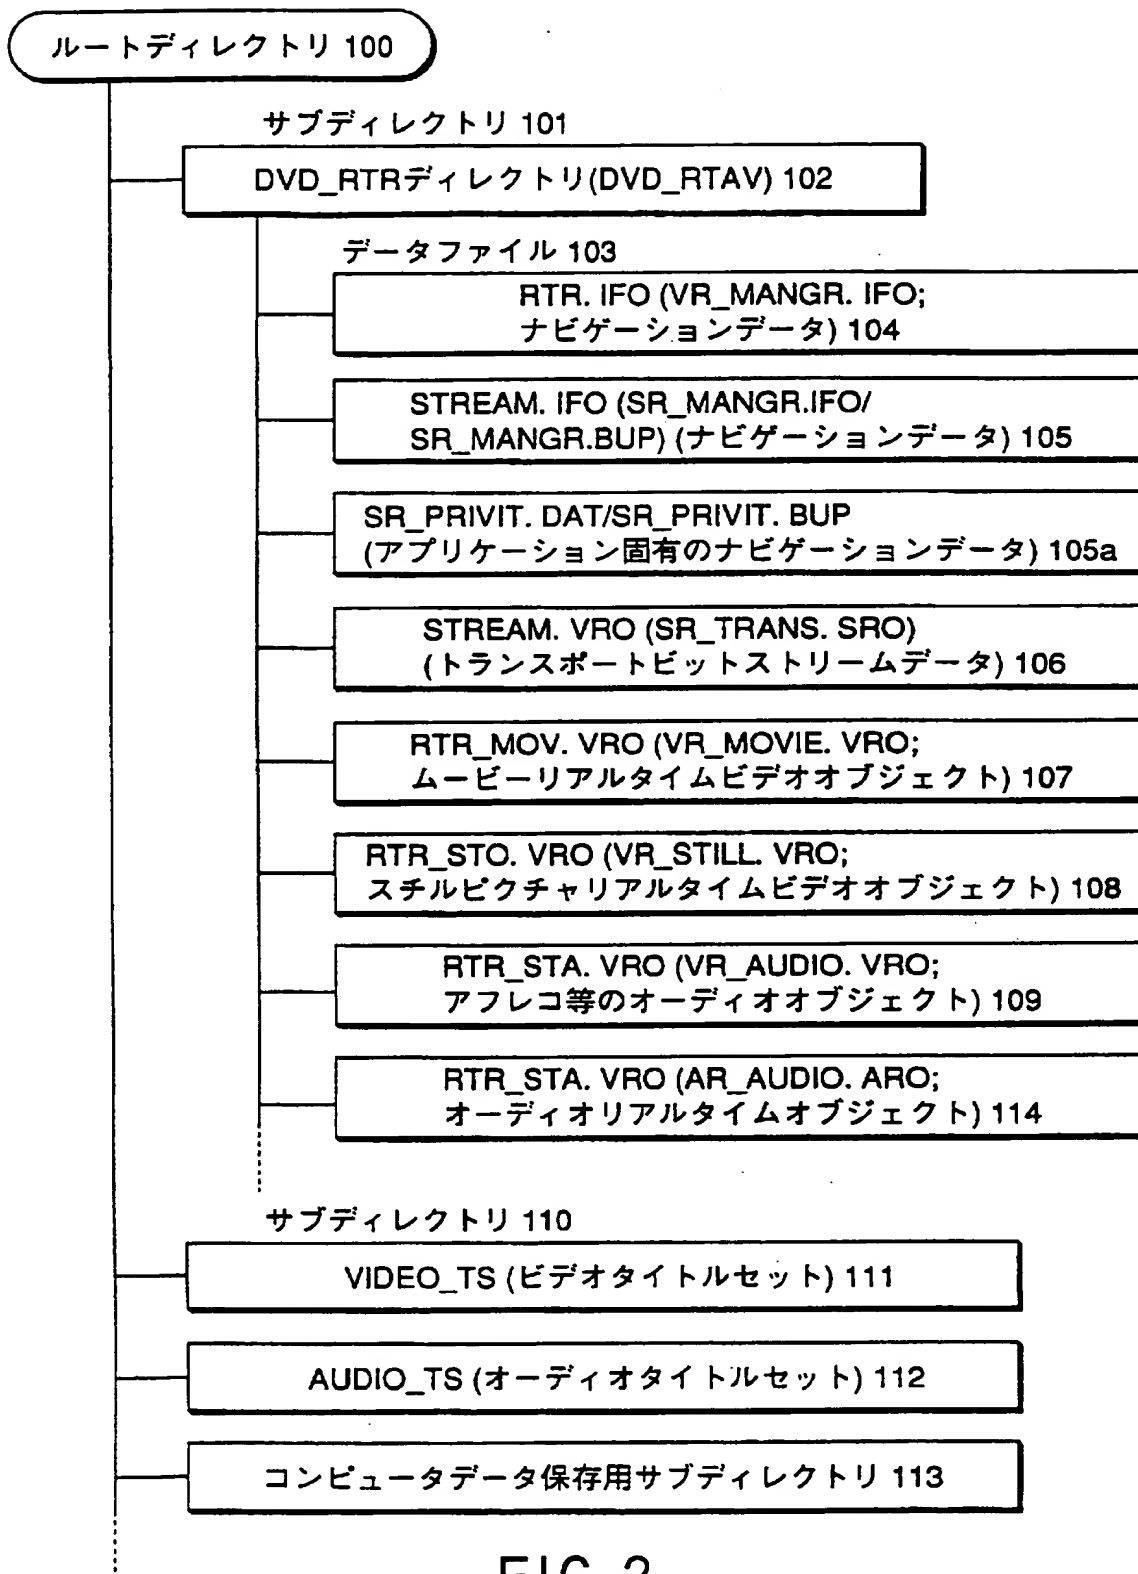 ルートディレクトリ 100
サブディレクトリ 101
DVD_RTRディレクトリ(DVD_RTAV) 102
データファイル 103
RTR. IFO (VR_MANGR. IFO;
ナビゲーションデータ) 104
STREAM. IFO (SR_MANGR.IFO/
SR_MANGR.BUP) (ナビゲーションデータ) 105
SR_PRIVIT. DAT/SR_PRIVIT. BUP
(アプリケーション固有のナビゲーションデータ) 105a
STREAM. VRO (SR_TRANS. SRO)
(トランスポートビットストリームデータ) 106
RTR_MOV. VRO (VR_MOVIE. VRO;
ムービーリアルタイムビデオオブジェクト) 107
RTR_STO. VRO (VR_STILL. VRO;
スチルピクチャリアルタイムビデオオブジェクト) 108
RTR_STA. VRO (VR_AUDIO. VRO;
アフレコ等のオーディオオブジェクト) 109
RTR_STA. VRO (AR_AUDIO. ARO;
オーディオリアルタイムオブジェクト) 114
サブディレクトリ 110
VIDEO_TS (ビデオタイトルセット) 111
AUDIO_TS (オーディオタイトルセット) 112
コンピュータデータ保存用サブディレクトリ 113
FIG. 2